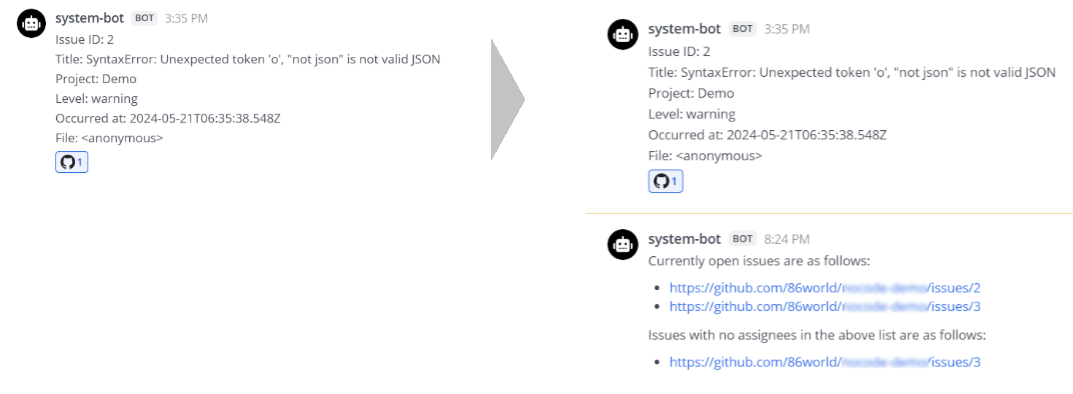 system-bot BOT 3:35 PM
Issue ID: 2
Title: SyntaxError: Unexpected token 'o', "not json" is not valid JSON
Project: Demo
Level: warning
Occurred at: 2024-05-21T06:35:38.548Z
File: <anonymous>
1
system-bot BOT 3:35 PM
Issue ID: 2
Title: SyntaxError: Unexpected token 'o', "not json" is not valid JSON
Project: Demo
Level: warning
Occurred at: 2024-05-21T06:35:38.548Z
File: <anonymous>
1
system-bot BOT 8:24 PM
Currently open issues are as follows:
• https://github.com/86world/ /issues/2
• https://github.com/86world/ /issues/3
Issues with no assignees in the above list are as follows:
• https://github.com/86world/ /issues/3